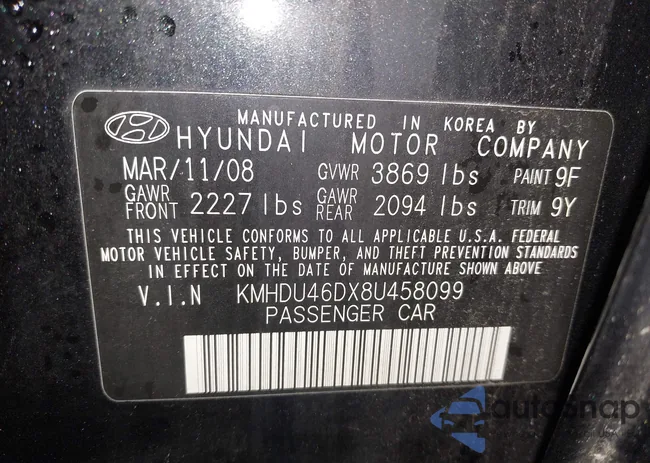 MANUFACTURED IN KOREA BY
HYUNDAI MOTOR COMPANY
MAR/11/08 GVWR 3869 lbs PAINT 9F
GAWR FRONT 2227 lbs GAWR REAR 2094 lbs TRIM 9Y
THIS VEHICLE CONFORMS TO ALL APPLICABLE U.S.A. FEDERAL
MOTOR VEHICLE SAFETY, BUMPER, AND THEFT PREVENTION STANDARDS
IN EFFECT ON THE DATE OF MANUFACTURE SHOWN ABOVE
V.I.N KMHDU46DX8U458099
PASSENGER CAR
autosnap